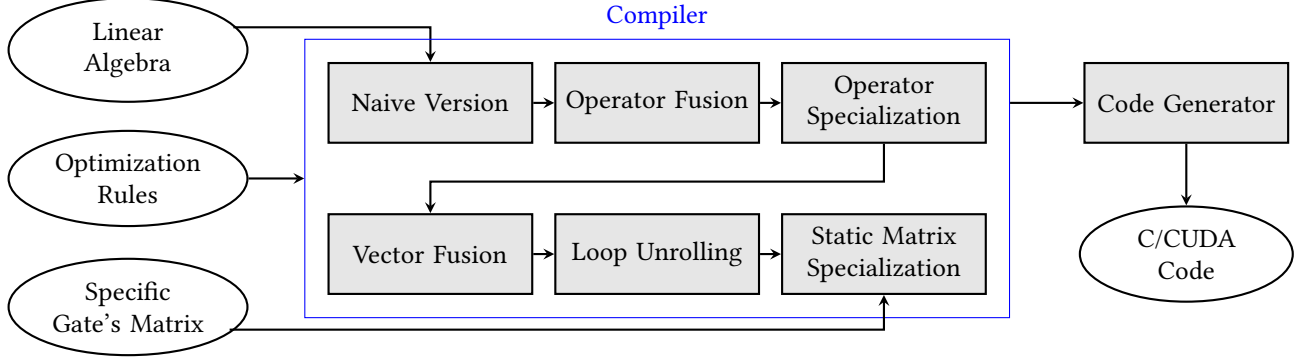 Compiler
Linear
Algebra
Naive Version
Operator Fusion
Operator
Specialization
Code Generator
Optimization
Rules
Vector Fusion
Loop Unrolling
Static Matrix
Specialization
C/CUDA
Code
Specific
Gate's Matrix